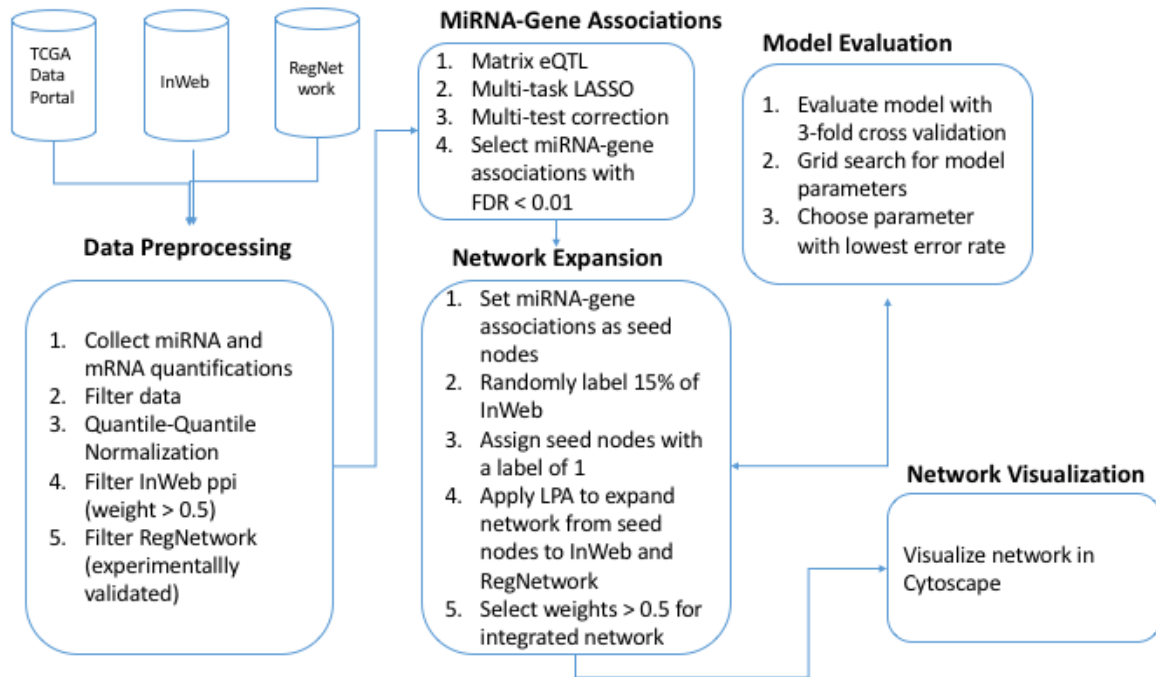 TCGA
Data
Portal
InWeb
RegNet
work
Data Preprocessing
1. Collect miRNA and
mRNA quantifications
2. Filter data
3. Quantile-Quantile
Normalization
4. Filter InWeb ppi
(weight > 0.5)
5. Filter RegNetwork
(experimentallly
validated)
MiRNA-Gene Associations
1. Matrix eQTL
2. Multi-task LASSO
3. Multi-test correction
4. Select miRNA-gene
associations with
FDR < 0.01
Network Expansion
1. Set miRNA-gene
associations as seed
nodes
2. Randomly label 15% of
InWeb
3. Assign seed nodes with
a label of 1
4. Apply LPA to expand
network from seed
nodes to InWeb and
RegNetwork
5. Select weights > 0.5 for
integrated network
Model Evaluation
1. Evaluate model with
3-fold cross validation
2. Grid search for model
parameters
3. Choose parameter
with lowest error rate
Network Visualization
Visualize network in
Cytoscape